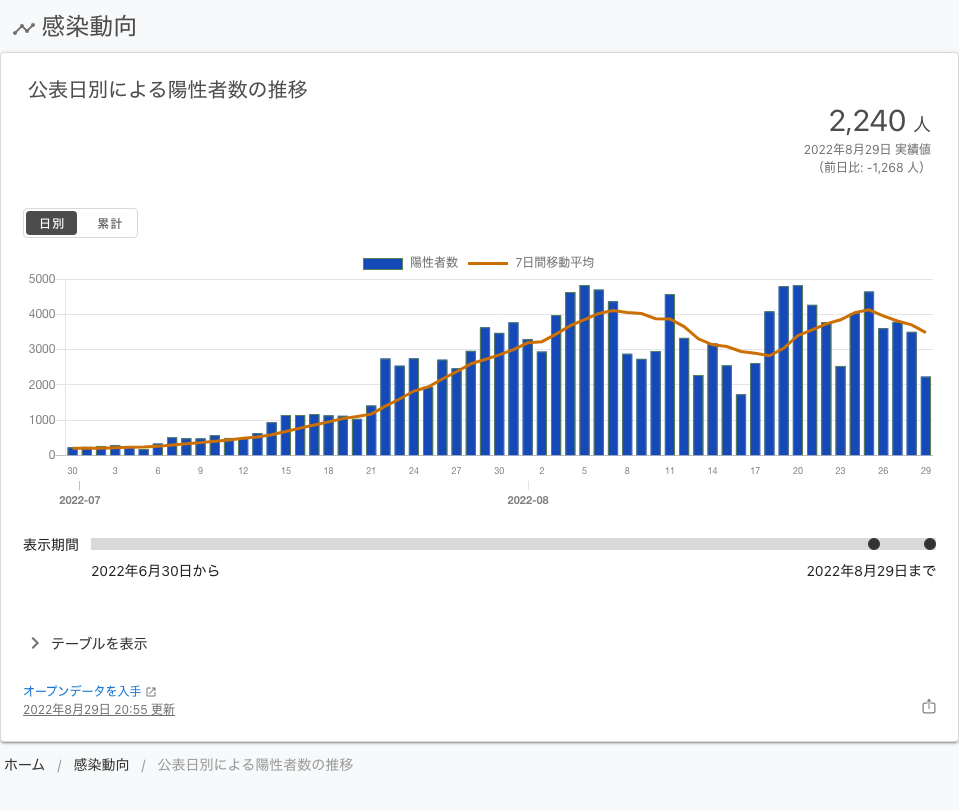 感染動向
公表日別による陽性者数の推移
2,240 人
2022年8月29日 実績値
（前日比: -1,268 人）
日別 累計
陽性者数 7日間移動平均
5000
4000
3000
2000
1000
0
30 3 6 9 12 15 18 21 24 27 30 2 5 8 11 14 17 20 23 26 29
2022-07 2022-08
表示期間
2022年6月30日から 2022年8月29日まで
テーブルを表示
オープンデータを入手
2022年8月29日 20:55 更新
ホーム / 感染動向 / 公表日別による陽性者数の推移